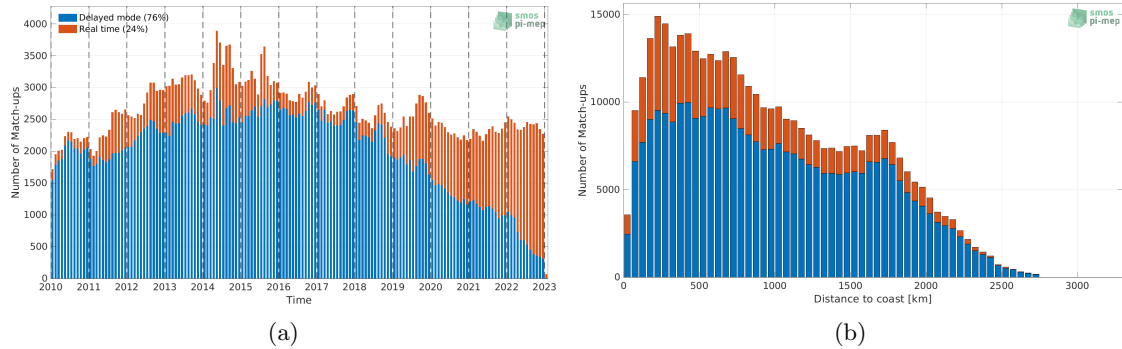 Delayed mode (76%)
Real time (24%)
smos
pi-mep
Number of Match-ups
4000
3500
3000
2500
2000
1500
1000
500
0
2010 2011 2012 2013 2014 2015 2016 2017 2018 2019 2020 2021 2022 2023
Time
(a)
smos
pi-mep
Number of Match-ups
15000
10000
5000
0
0 500 1000 1500 2000 2500 3000
Distance to coast [km]
(b)